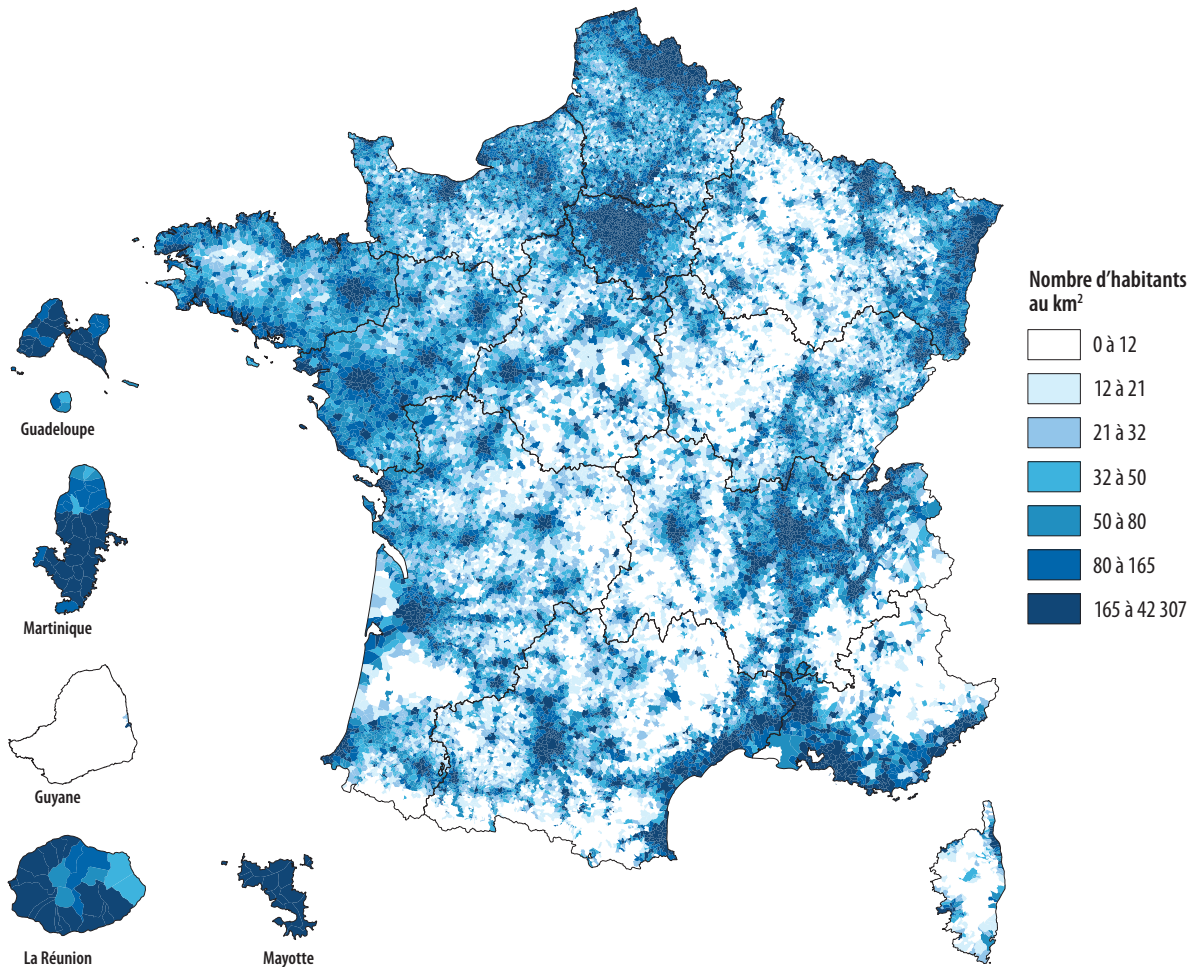 Nombre d'habitants
au km²
0 à 12
12 à 21
21 à 32
32 à 50
50 à 80
80 à 165
165 à 42 307
Guadeloupe
Martinique
Guyane
La Réunion
Mayotte